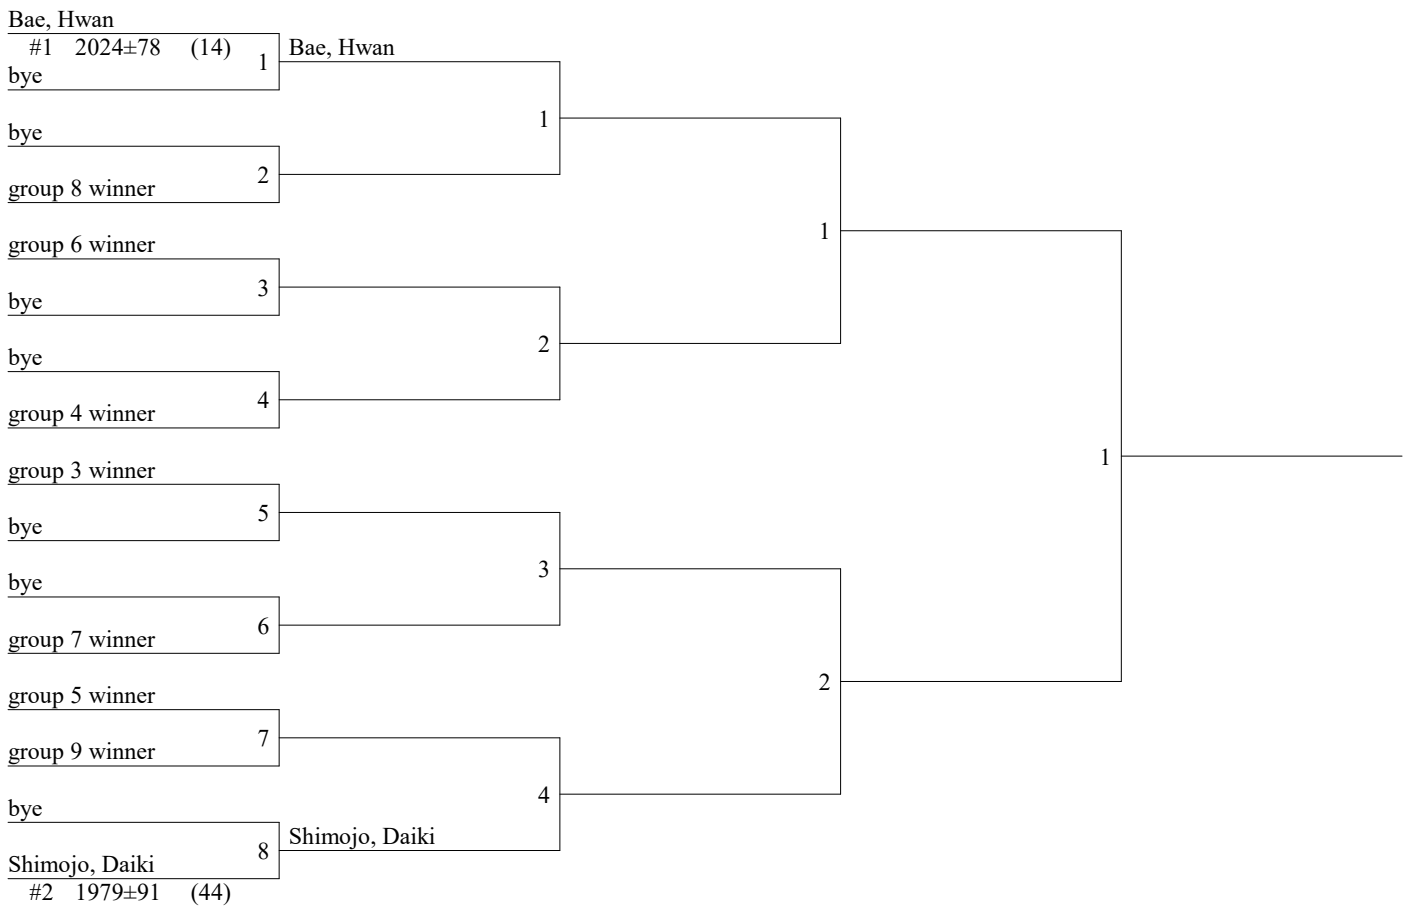 Bae, Hwan
#1 2024±78 (14)
1
Bae, Hwan
bye
1
bye
2
group 8 winner
1
group 6 winner
3
bye
2
bye
4
group 4 winner
1
group 3 winner
5
bye
3
bye
6
group 7 winner
2
group 5 winner
7
group 9 winner
4
bye
Shimojo, Daiki
8
Shimojo, Daiki
#2 1979±91 (44)